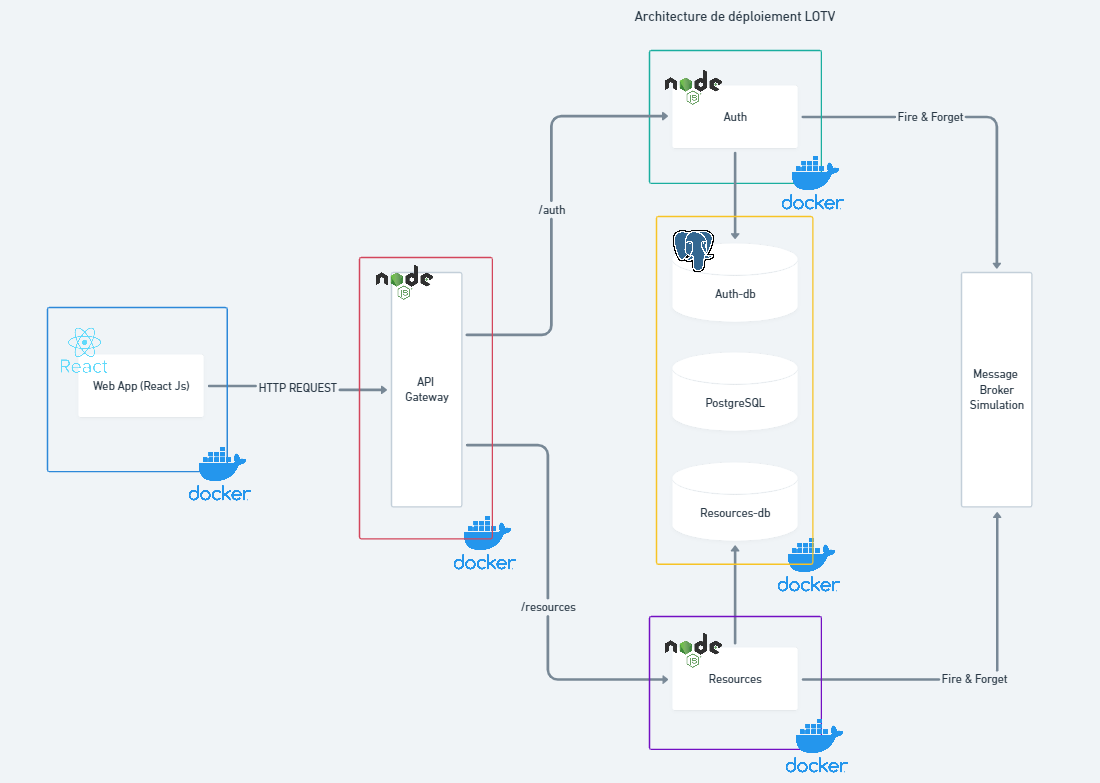 Architecture de déploiement LOTV
node
JS
Auth
Fire & Forget
docker
/auth
Auth-db
node
JS
React
Web App (React Js)
HTTP REQUEST
API
Gateway
PostgreSQL
Message
Broker
Simulation
docker
docker
Resources-db
docker
/resources
node
JS
Resources
Fire & Forget
docker